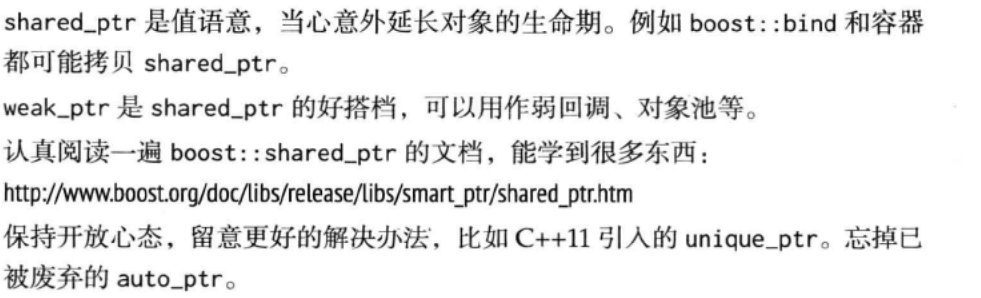 shared_ptr 是值语意，当心意外延长对象的生命期。例如 boost::bind 和容器
都可能拷贝 shared_ptr。
weak_ptr 是 shared_ptr 的好搭档，可以用作弱回调、对象池等。
认真阅读一遍 boost::shared_ptr 的文档，能学到很多东西：
http://www.boost.org/doc/libs/release/libs/smart_ptr/shared_ptr.htm
保持开放心态，留意更好的解决办法，比如 C++11 引入的 unique_ptr。忘掉已
被废弃的 auto_ptr。